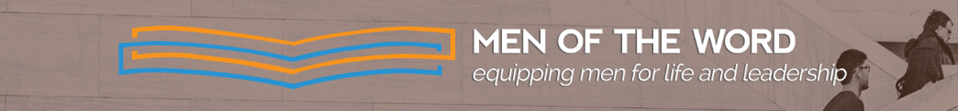 MEN OF THE WORD
equipping men for life and leadership